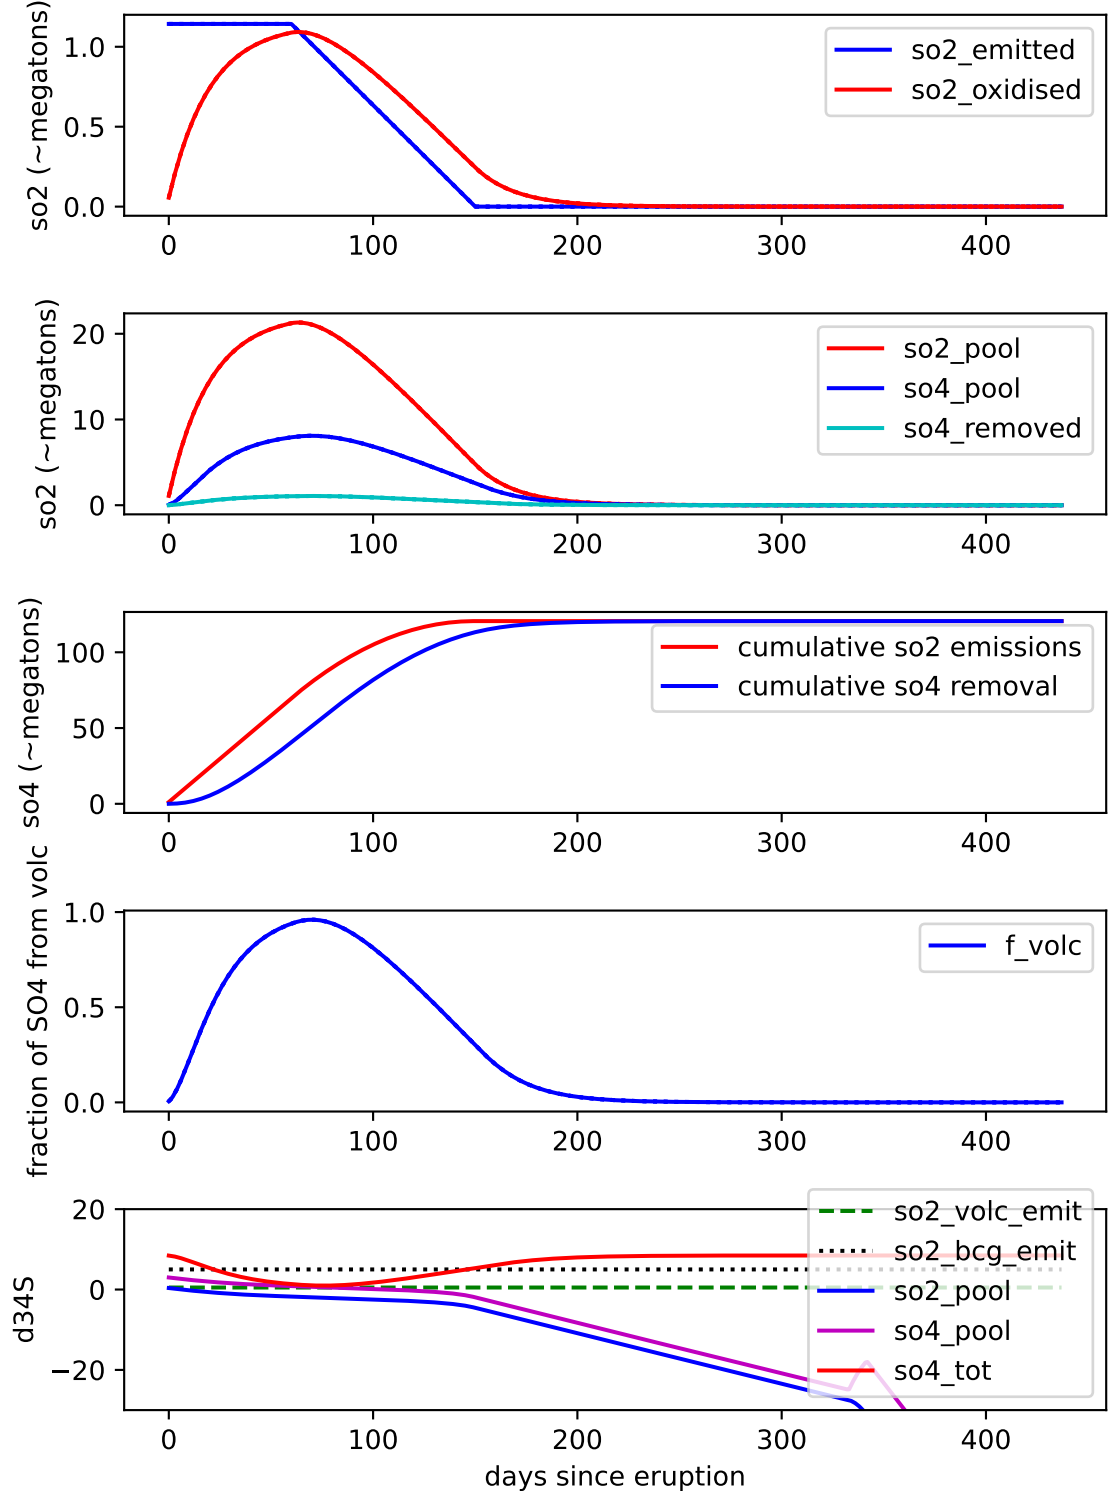 so2 (~megatons)
1.0
0.5
0.0
so2_emitted
so2_oxidised
0 100 200 300 400
so2 (~megatons)
20
10
0
so2_pool
so4_pool
so4_removed
0 100 200 300 400
so4 (~megatons)
100
50
0
cumulative so2 emissions
cumulative so4 removal
0 100 200 300 400
fraction of SO4 from volc
1.0
0.5
0.0
f_volc
0 100 200 300 400
d34S
20
0
−20
so2_volc_emit
so2_bcg_emit
so2_pool
so4_pool
so4_tot
0 100 200 300 400
days since eruption